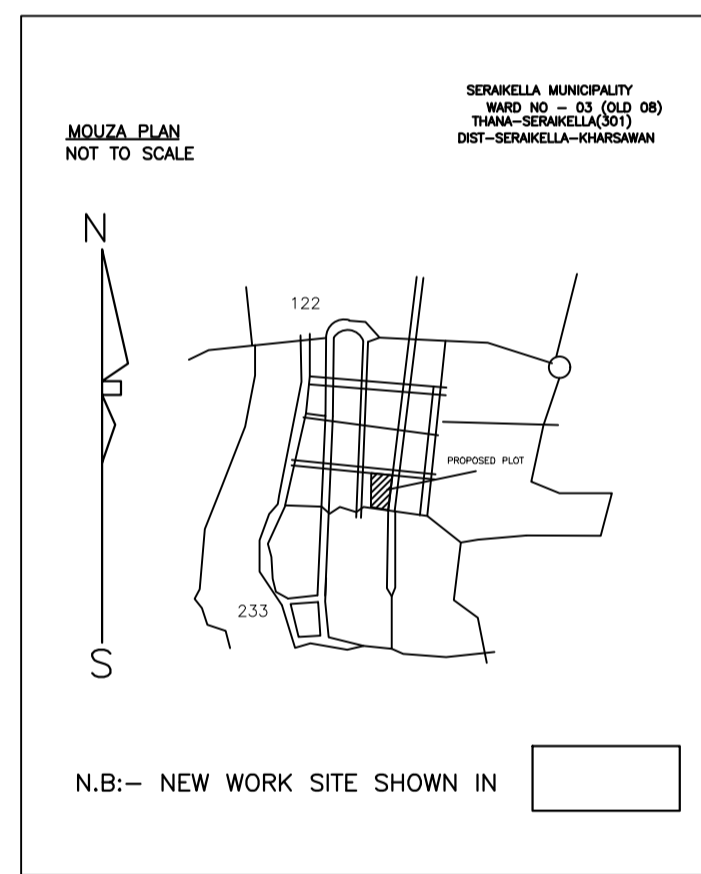 SERAIKELLA MUNICIPALITY
WARD NO – 03 (OLD 08)
THANA–SERAIKELLA(301)
DIST–SERAIKELLA–KHARSAWAN
MOUZA PLAN
NOT TO SCALE
N
122
PROPOSED PLOT
233
S
N.B:– NEW WORK SITE SHOWN IN